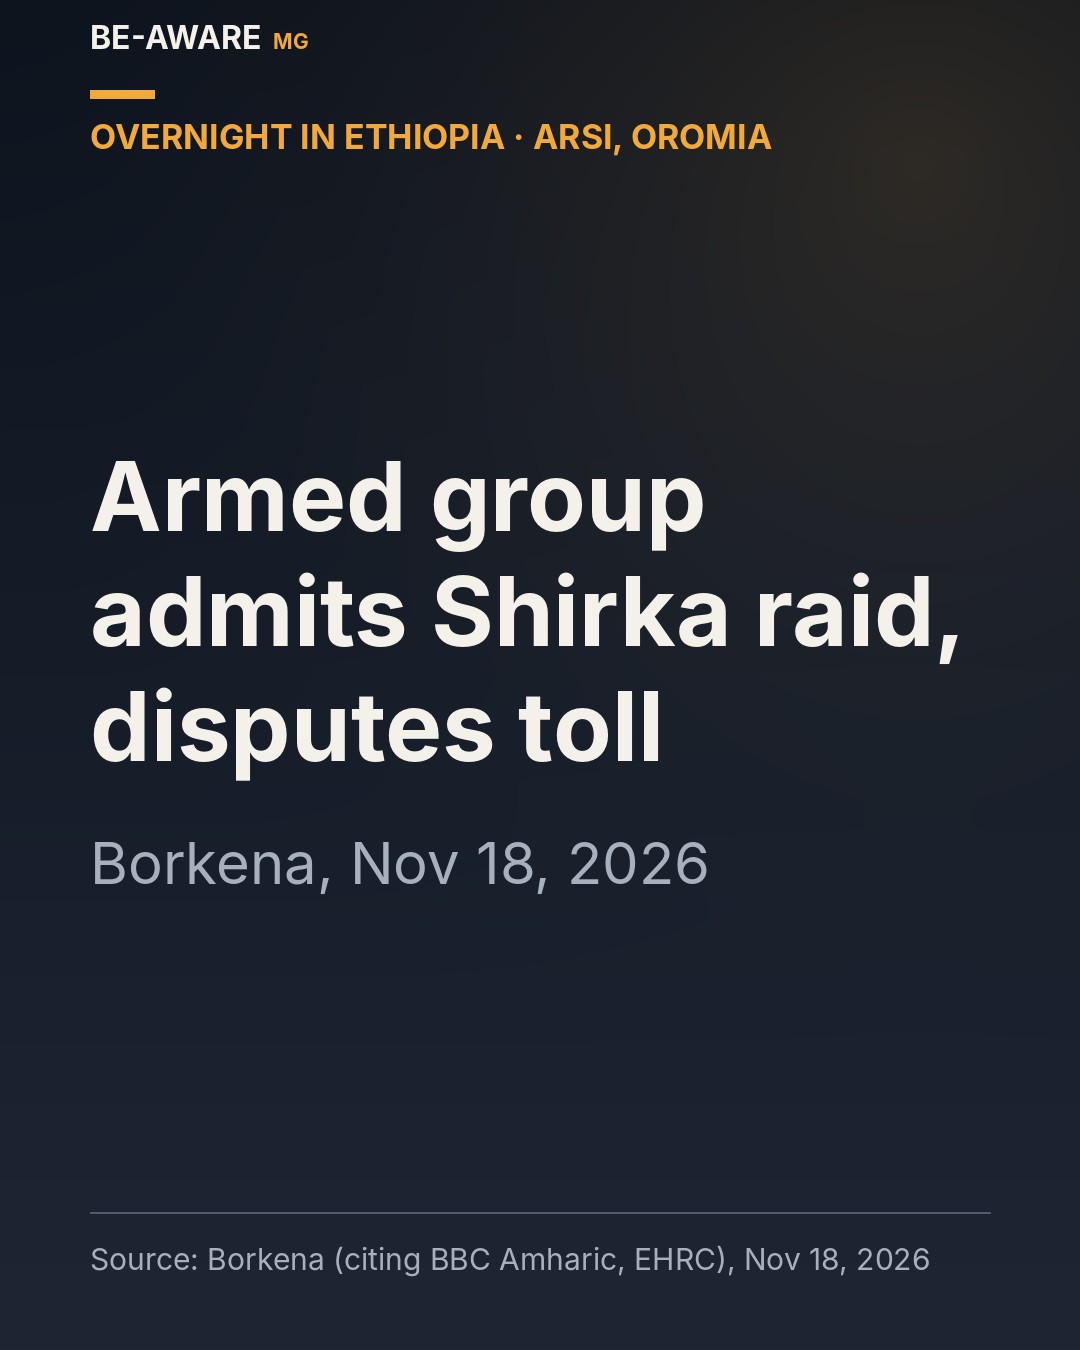 BE-AWARE MG
OVERNIGHT IN ETHIOPIA · ARSI, OROMIA
Armed group
admits Shirka raid,
disputes toll
Borkena, Nov 18, 2026
Source: Borkena (citing BBC Amharic, EHRC), Nov 18, 2026